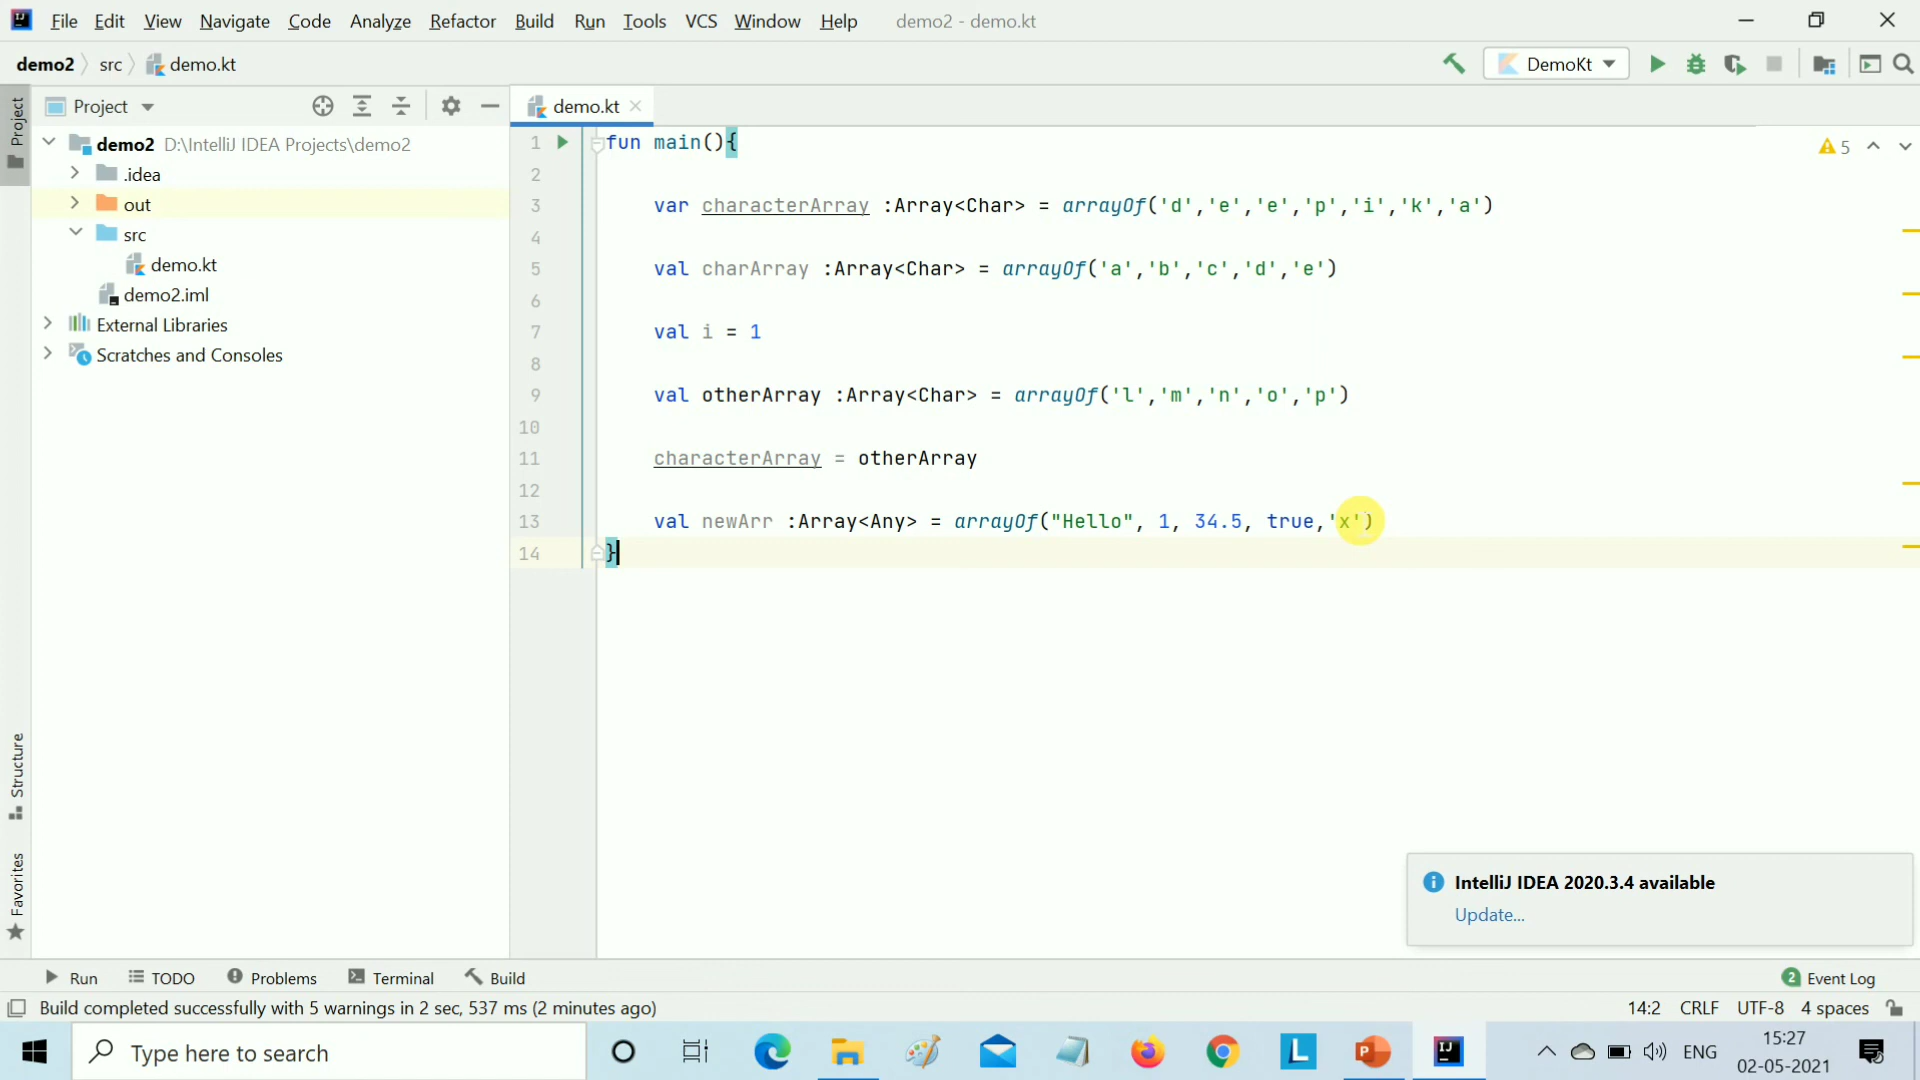 File Edit View Navigate Code Analyze Refactor Build Run Tools VCS Window Help demo2 - demo.kt
demo2 src demo.kt
DemoKt
Project
Project
demo.kt
demo2 D:\IntelliJ IDEA Projects\demo2
.idea
out
src
demo.kt
demo2.iml
External Libraries
Scratches and Consoles
5
1 fun main(){
2
3 var characterArray :Array<Char> = arrayOf('d','e','e','p','i','k','a')
4
5 val charArray :Array<Char> = arrayOf('a','b','c','d','e')
6
7 val i = 1
8
9 val otherArray :Array<Char> = arrayOf('l','m','n','o','p')
10
11 characterArray = otherArray
12
13 val newArr :Array<Any> = arrayOf("Hello", 1, 34.5, true,'x')
14 }
Structure
Favorites
IntelliJ IDEA 2020.3.4 available
Update...
Run TODO Problems Terminal Build
2 Event Log
Build completed successfully with 5 warnings in 2 sec, 537 ms (2 minutes ago)
14:2 CRLF UTF-8 4 spaces
Type here to search
ENG
15:27
02-05-2021